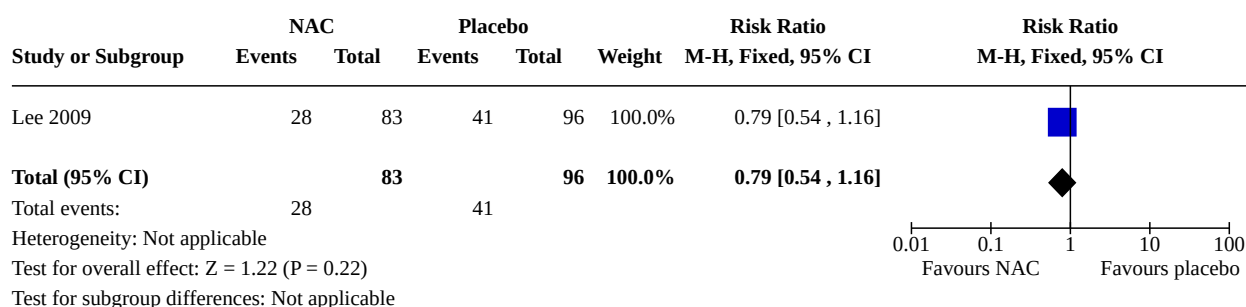 NAC Placebo Risk Ratio Risk Ratio
Study or Subgroup Events Total Events Total Weight M-H, Fixed, 95% CI M-H, Fixed, 95% CI
Lee 2009 28 83 41 96 100.0% 0.79 [0.54 , 1.16]
Total (95% CI) 83 96 100.0% 0.79 [0.54 , 1.16]
Total events: 28 41
Heterogeneity: Not applicable
0.01 0.1 1 10 100
Test for overall effect: Z = 1.22 (P = 0.22) Favours NAC Favours placebo
Test for subgroup differences: Not applicable